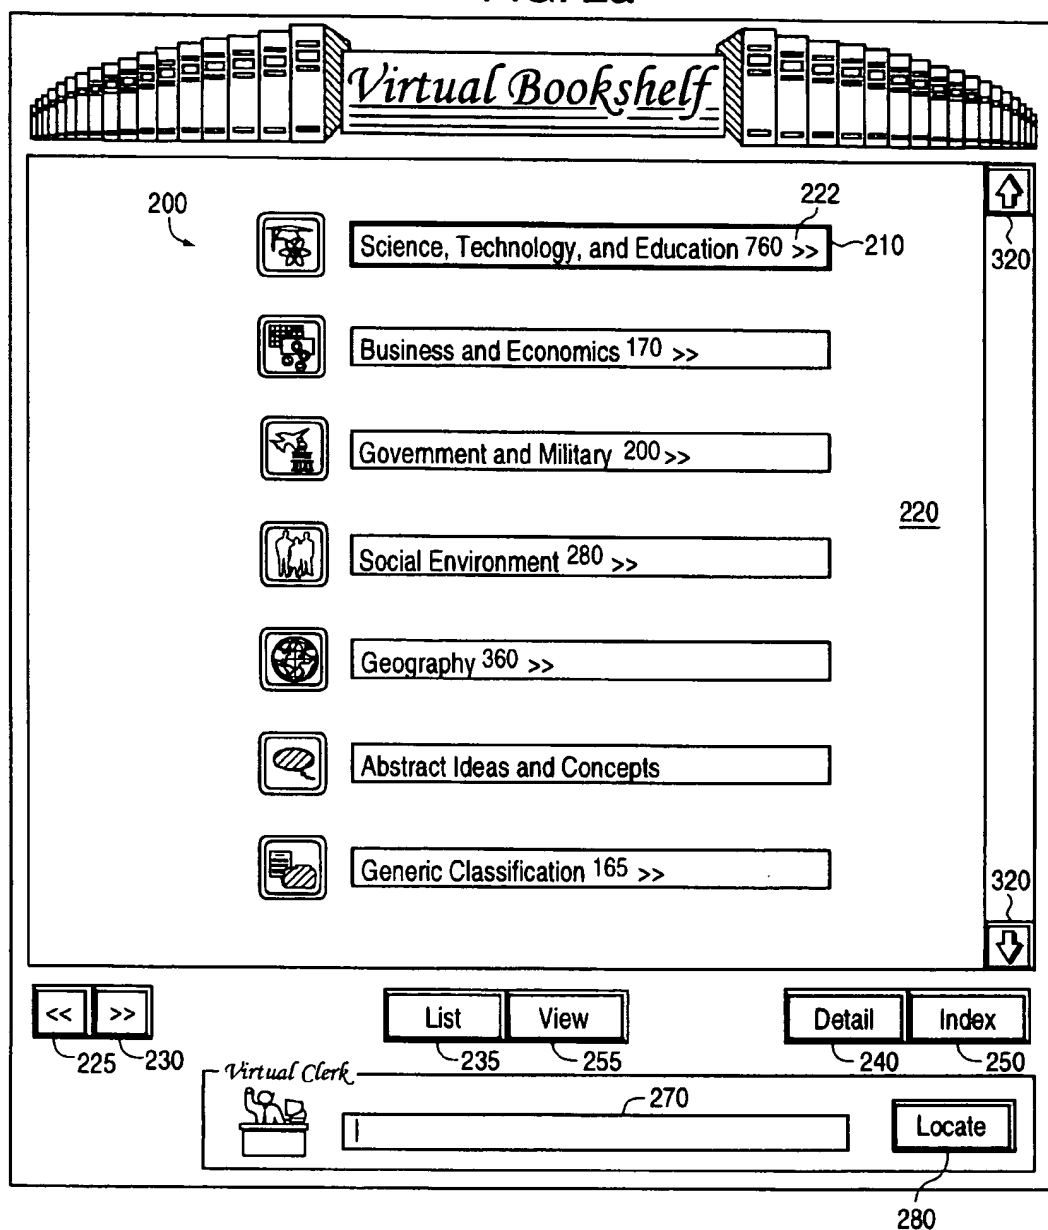 Virtual Bookshelf
200
222
Science, Technology, and Education 760 >>
210
320
Business and Economics 170 >>
Government and Military 200 >>
220
Social Environment 280 >>
Geography 360 >>
Abstract Ideas and Concepts
Generic Classification 165 >>
320
<< >> List View Detail Index
225 230 235 255 240 250
Virtual Clerk
270
Locate
280